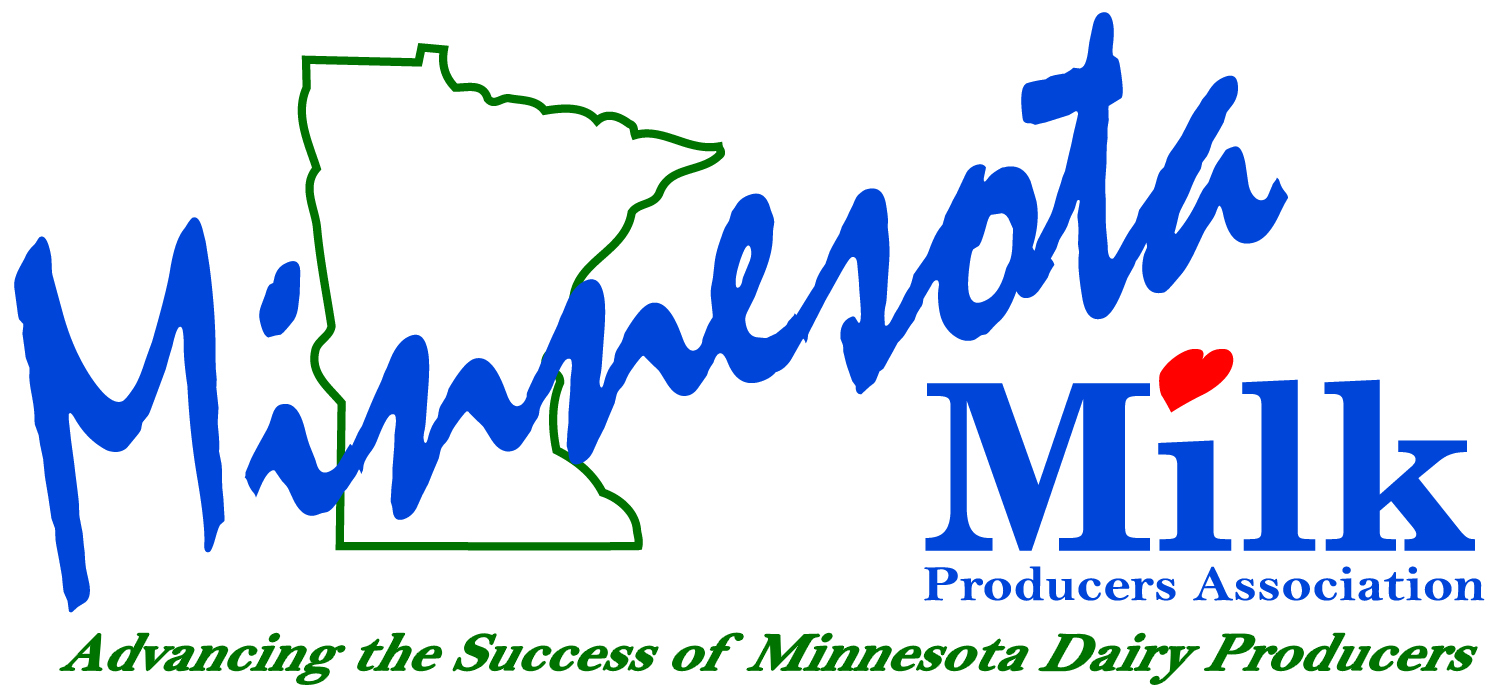 Minnesota
Milk
Producers Association
Advancing the Success of Minnesota Dairy Producers